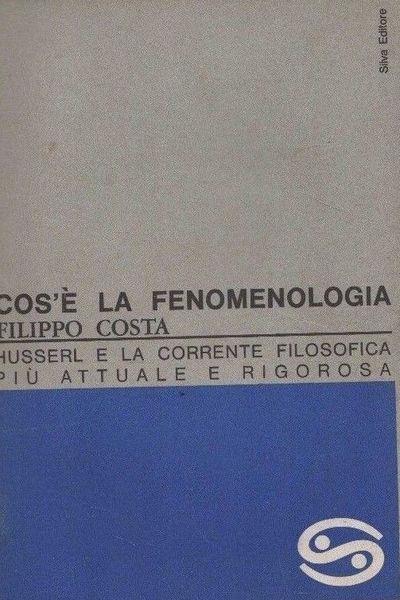 Silva Editore
COS'È LA FENOMENOLOGIA
FILIPPO COSTA
HUSSERL E LA CORRENTE FILOSOFICA
PIÙ ATTUALE E RIGOROSA